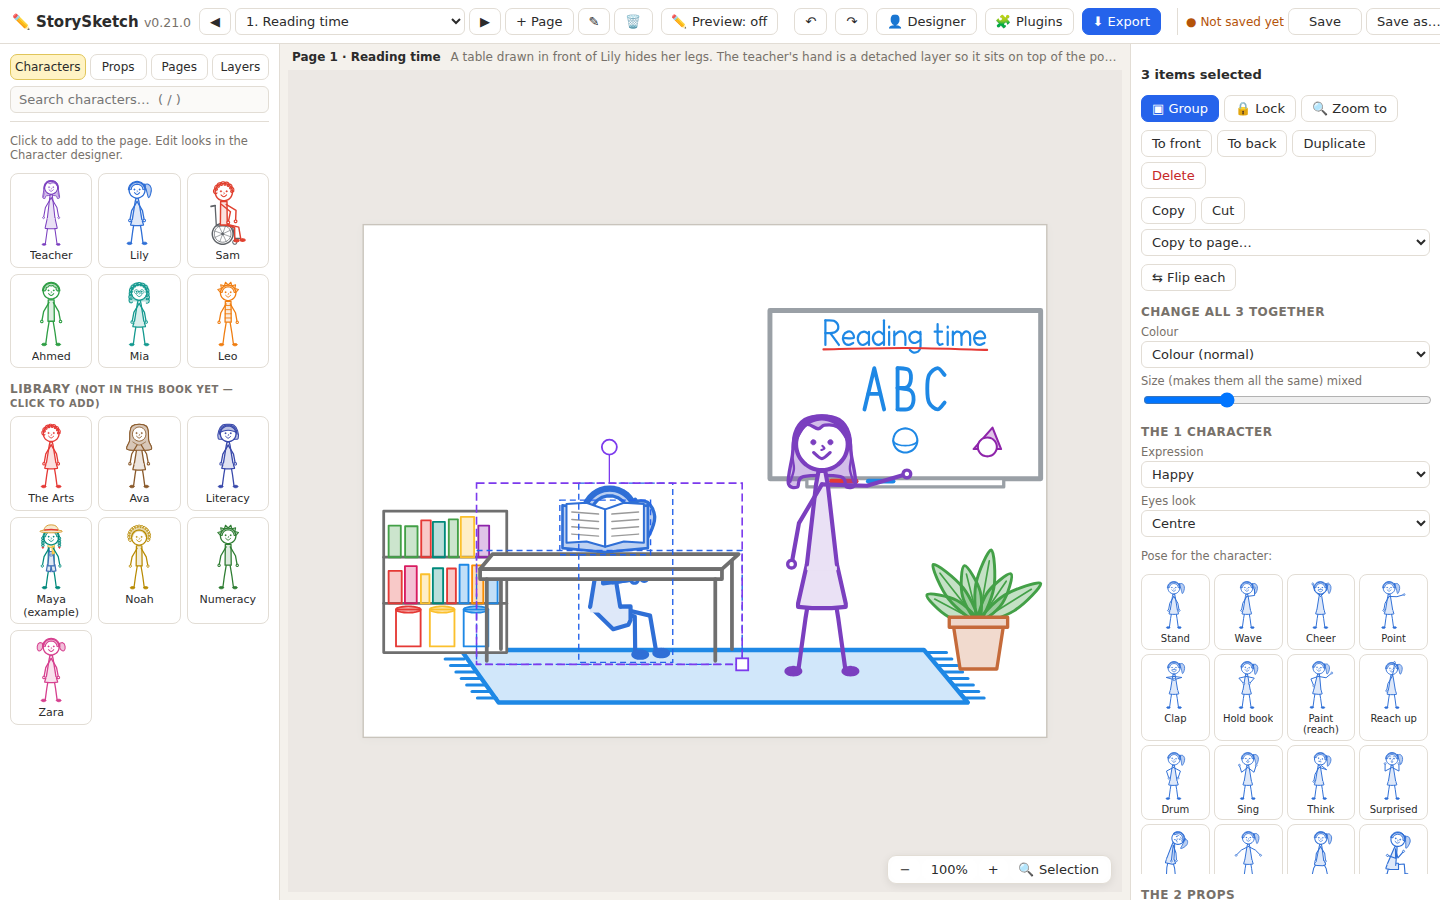 ✏️ StorySketch v0.21.0 ◀ 1. Reading time ▶ + Page ✎ 🗑️ ✏️ Preview: off ↶ ↷ 👤 Designer 🧩 Plugins ⬇ Export ● Not saved yet Save Save as…
Characters Props Pages Layers
Search characters… ( / )
Click to add to the page. Edit looks in the
Character designer.
Teacher Lily Sam
Ahmed Mia Leo
LIBRARY (NOT IN THIS BOOK YET —
CLICK TO ADD)
The Arts Ava Literacy
Maya
(example) Noah Numeracy
Zara
Page 1 · Reading time A table drawn in front of Lily hides her legs. The teacher's hand is a detached layer so it sits on top of the po…
Reading time
ABC
− 100% + 🔍 Selection
3 items selected
▣ Group 🔒 Lock 🔍 Zoom to
To front To back Duplicate
Delete
Copy Cut
Copy to page…
⇆ Flip each
CHANGE ALL 3 TOGETHER
Colour
Colour (normal)
Size (makes them all the same) mixed
THE 1 CHARACTER
Expression
Happy
Eyes look
Centre
Pose for the character:
Stand Wave Cheer Point
Clap Hold book Paint
(reach) Reach up
Drum Sing Think Surprised
THE 2 PROPS